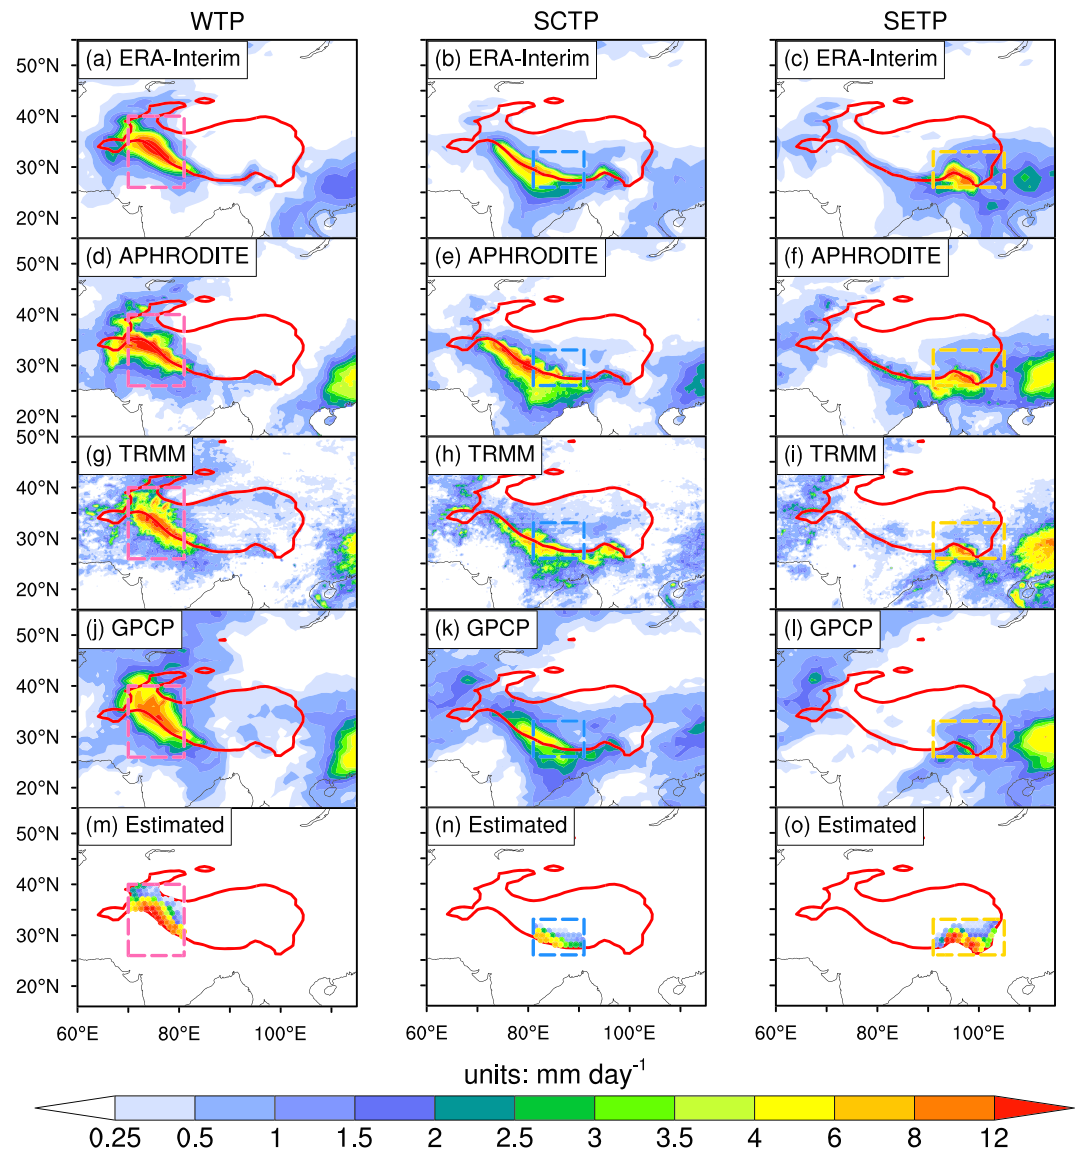 WTP SCTP SETP
(a) ERA-Interim (b) ERA-Interim (c) ERA-Interim
50°N
40°N
30°N
20°N
(d) APHRODITE (e) APHRODITE (f) APHRODITE
50°N
40°N
30°N
20°N
50°N
(g) TRMM (h) TRMM (i) TRMM
40°N
30°N
20°N
(j) GPCP (k) GPCP (l) GPCP
50°N
40°N
30°N
20°N
(m) Estimated (n) Estimated (o) Estimated
50°N
40°N
30°N
20°N
60°E 80°E 100°E 60°E 80°E 100°E 60°E 80°E 100°E
units: mm day⁻¹
0.25 0.5 1 1.5 2 2.5 3 3.5 4 6 8 12